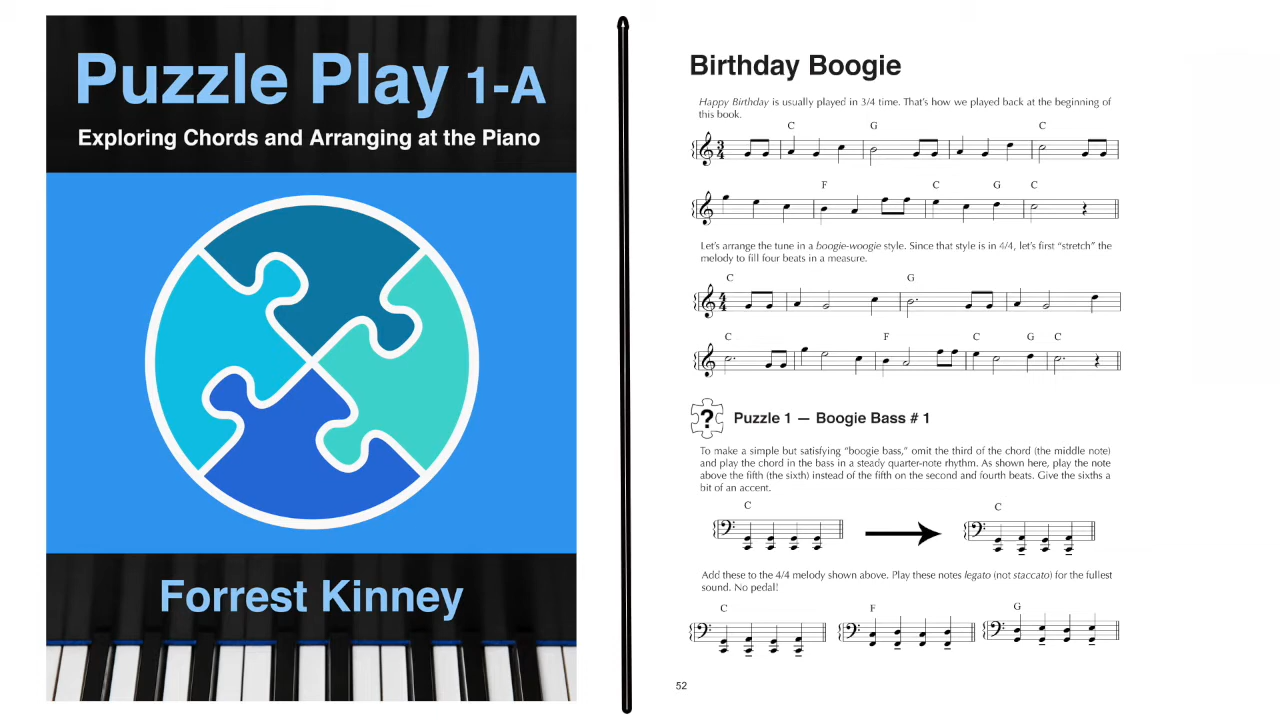 Puzzle Play 1-A
Exploring Chords and Arranging at the Piano
Forrest Kinney
Birthday Boogie
Happy Birthday is usually played in 3/4 time. That's how we played back at the beginning of
this book.
C G C
3
4
F C G C
Let's arrange the tune in a boogie-woogie style. Since that style is in 4/4, let's first “stretch” the
melody to fill four beats in a measure.
C G
4
4
C F C G C
? Puzzle 1 — Boogie Bass # 1
To make a simple but satisfying “boogie bass,” omit the third of the chord (the middle note)
and play the chord in the bass in a steady quarter-note rhythm. As shown here, play the note
above the fifth (the sixth) instead of the fifth on the second and fourth beats. Give the sixths a
bit of an accent.
C C
Add these to the 4/4 melody shown above. Play these notes legato (not staccato) for the fullest
sound. No pedal!
C F G
52